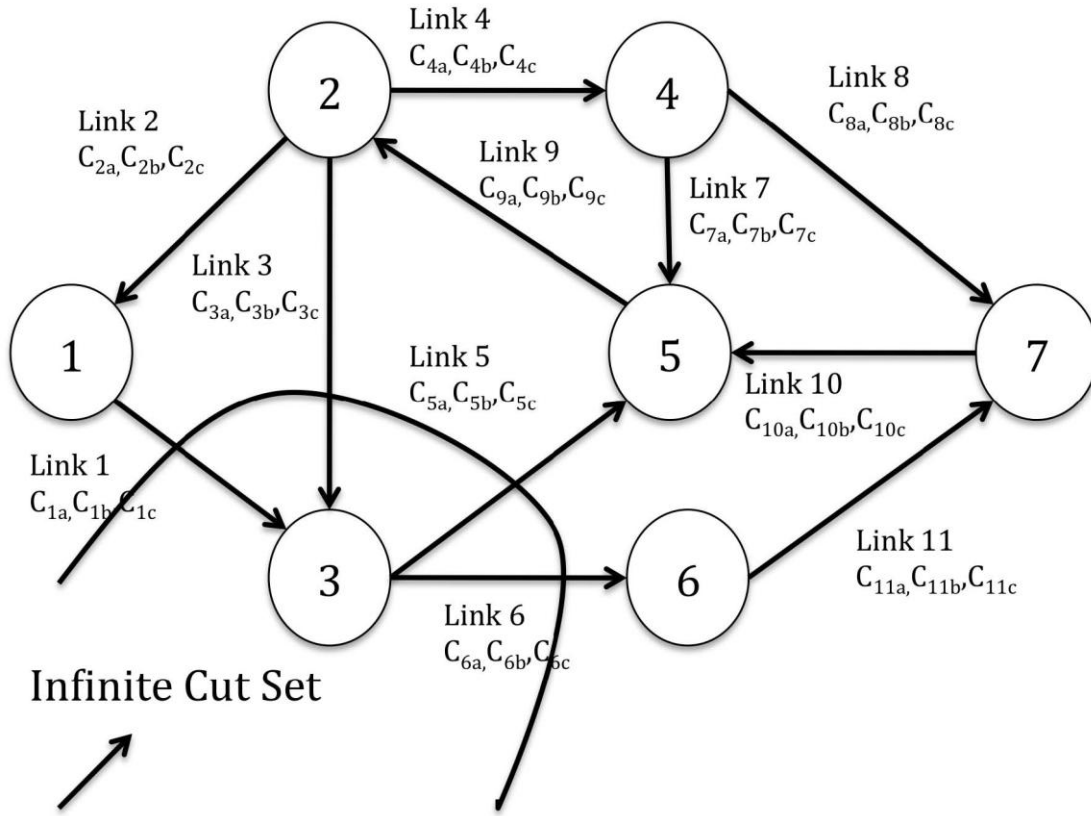 Link 4
C4a,C4b,C4c
2
4
Link 8
C8a,C8b,C8c
Link 2
C2a,C2b,C2c
Link 9
C9a,C9b,C9c
Link 7
C7a,C7b,C7c
Link 3
C3a,C3b,C3c
1
Link 5
C5a,C5b,C5c
5
7
Link 10
C10a,C10b,C10c
Link 1
C1a,C1b,C1c
3
6
Link 11
C11a,C11b,C11c
Link 6
C6a,C6b,C6c
Infinite Cut Set